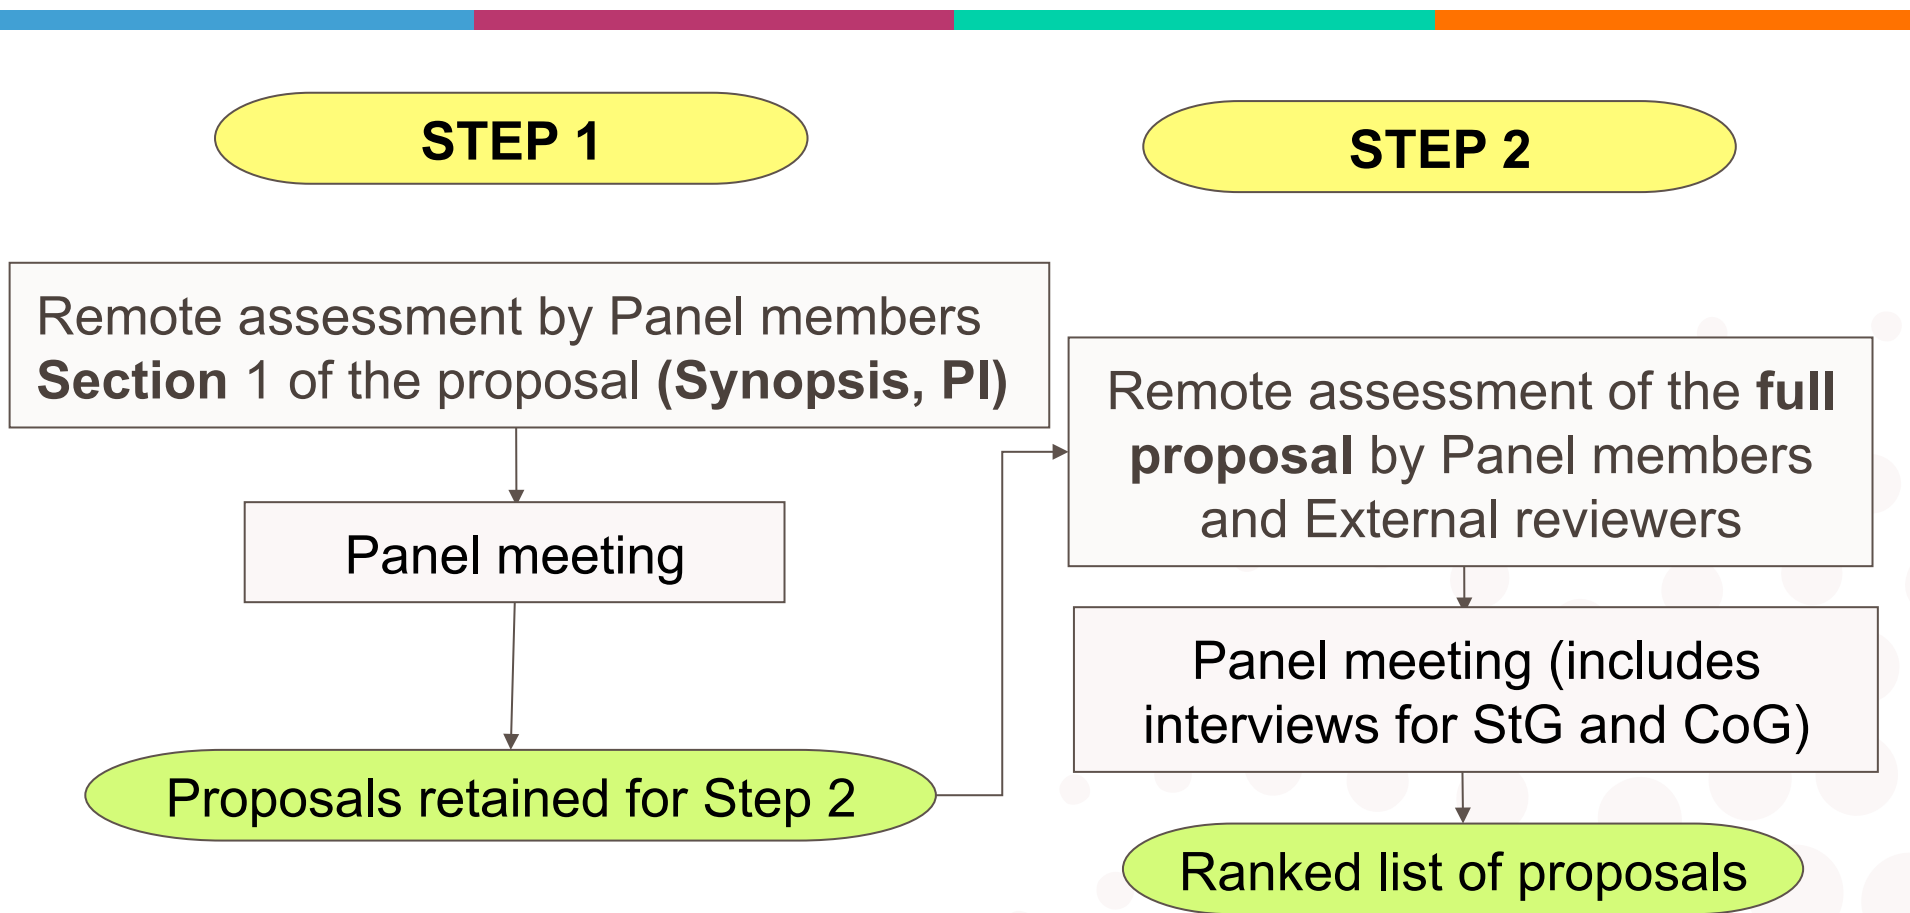 STEP 1
Remote assessment by Panel members
Section 1 of the proposal (Synopsis, PI)
Panel meeting
Proposals retained for Step 2
STEP 2
Remote assessment of the full
proposal by Panel members
and External reviewers
Panel meeting (includes
interviews for StG and CoG)
Ranked list of proposals